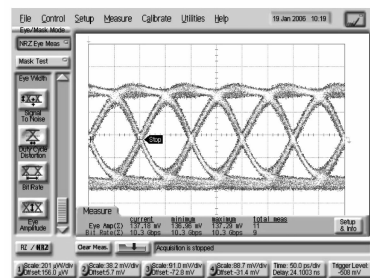 File Control Setup Measure Calibrate Utilities Help 19 Jan 2006 10:19
Eye/Mask Mode
NRZ Eye Meas
Mask Test
Eye Width
Signal
To Noise
Duty Cycle
Distortion
Bit Rate
Eye
Amplitude
Stop
Measure
current minimum maximum total meas
Eye Amp(Σ) 137.18 mV 136.96 mV 137.29 mV 11
Bit Rate(Σ) 10.3 Gbps 10.3 Gbps 10.3 Gbps 9
Setup
& Info
RZ / NRZ
Clear Meas.
Acquisition is stopped
Scale: 201 µW/div
Offset: 156.0 µW
Scale: 38.2 mV/div
Offset: 5.7 mV
Scale: 91.0 mV/div
Offset: -72.8 mV
Scale: 88.7 mV/div
Offset: -31.4 mV
Time: 50.0 ps/div
Delay: 24.1003 ns
Trigger Level
-508 mV